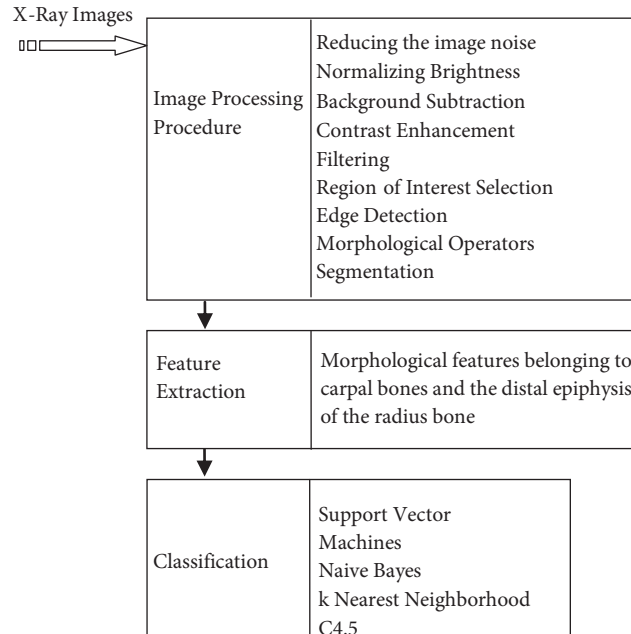 X-Ray Images
Image Processing
Procedure
Reducing the image noise
Normalizing Brightness
Background Subtraction
Contrast Enhancement
Filtering
Region of Interest Selection
Edge Detection
Morphological Operators
Segmentation
Feature
Extraction
Morphological features belonging to
carpal bones and the distal epiphysis
of the radius bone
Classification
Support Vector
Machines
Naive Bayes
k Nearest Neighborhood
C4.5